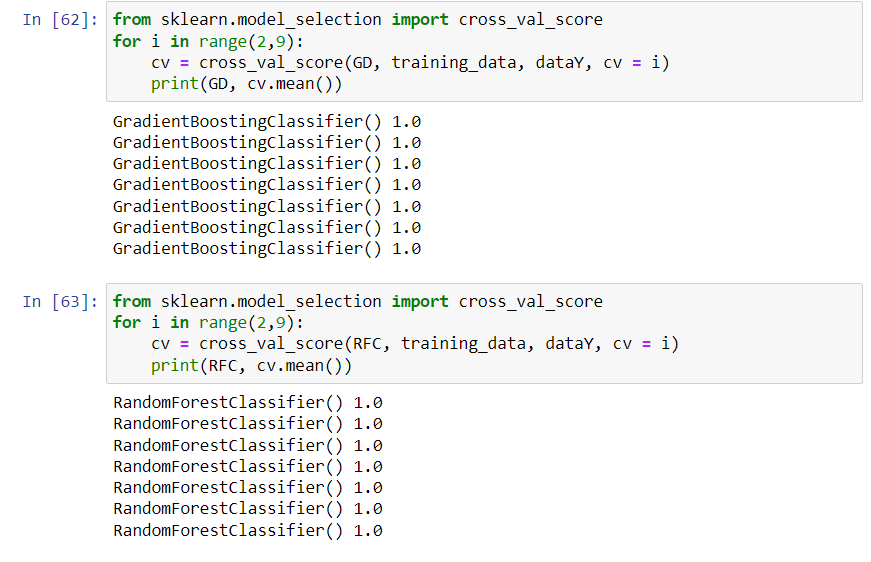 In [62]: from sklearn.model_selection import cross_val_score
for i in range(2,9):
    cv = cross_val_score(GD, training_data, dataY, cv = i)
    print(GD, cv.mean())
GradientBoostingClassifier() 1.0
GradientBoostingClassifier() 1.0
GradientBoostingClassifier() 1.0
GradientBoostingClassifier() 1.0
GradientBoostingClassifier() 1.0
GradientBoostingClassifier() 1.0
GradientBoostingClassifier() 1.0
In [63]: from sklearn.model_selection import cross_val_score
for i in range(2,9):
    cv = cross_val_score(RFC, training_data, dataY, cv = i)
    print(RFC, cv.mean())
RandomForestClassifier() 1.0
RandomForestClassifier() 1.0
RandomForestClassifier() 1.0
RandomForestClassifier() 1.0
RandomForestClassifier() 1.0
RandomForestClassifier() 1.0
RandomForestClassifier() 1.0